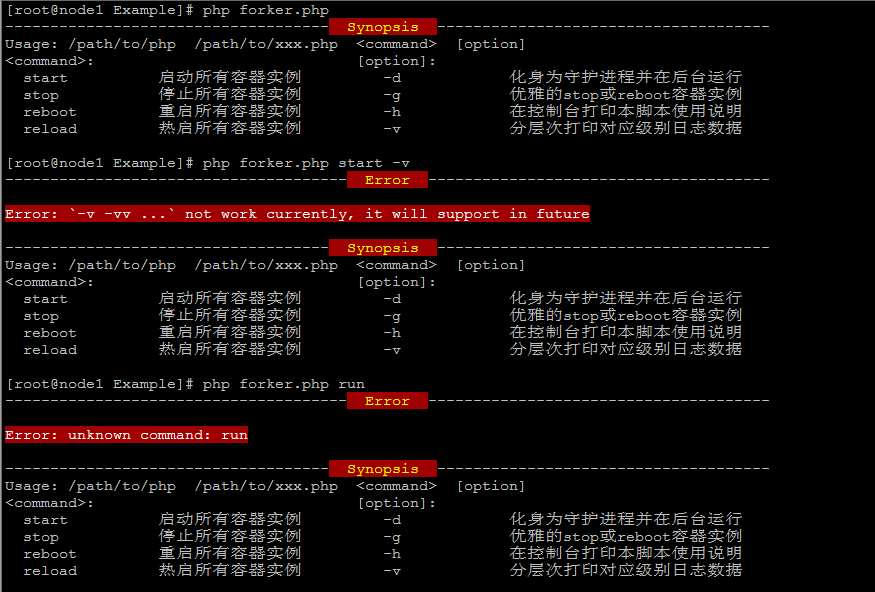 [root@node1 Example]# php forker.php
-------------------------------------- Synopsis --------------------------------------
Usage: /path/to/php  /path/to/xxx.php  <command>  [option]
<command>: [option]:
start 启动所有容器实例 -d 化身为守护进程并在后台运行
stop 停止所有容器实例 -g 优雅的stop或reboot容器实例
reboot 重启所有容器实例 -h 在控制台打印本脚本使用说明
reload 热启所有容器实例 -v 分层次打印对应级别日志数据
[root@node1 Example]# php forker.php start -v
-------------------------------------- Error --------------------------------------
Error: `-v -vv ...` not work currently, it will support in future
-------------------------------------- Synopsis --------------------------------------
Usage: /path/to/php  /path/to/xxx.php  <command>  [option]
<command>: [option]:
start 启动所有容器实例 -d 化身为守护进程并在后台运行
stop 停止所有容器实例 -g 优雅的stop或reboot容器实例
reboot 重启所有容器实例 -h 在控制台打印本脚本使用说明
reload 热启所有容器实例 -v 分层次打印对应级别日志数据
[root@node1 Example]# php forker.php run
-------------------------------------- Error --------------------------------------
Error: unknown command: run
-------------------------------------- Synopsis --------------------------------------
Usage: /path/to/php  /path/to/xxx.php  <command>  [option]
<command>: [option]:
start 启动所有容器实例 -d 化身为守护进程并在后台运行
stop 停止所有容器实例 -g 优雅的stop或reboot容器实例
reboot 重启所有容器实例 -h 在控制台打印本脚本使用说明
reload 热启所有容器实例 -v 分层次打印对应级别日志数据